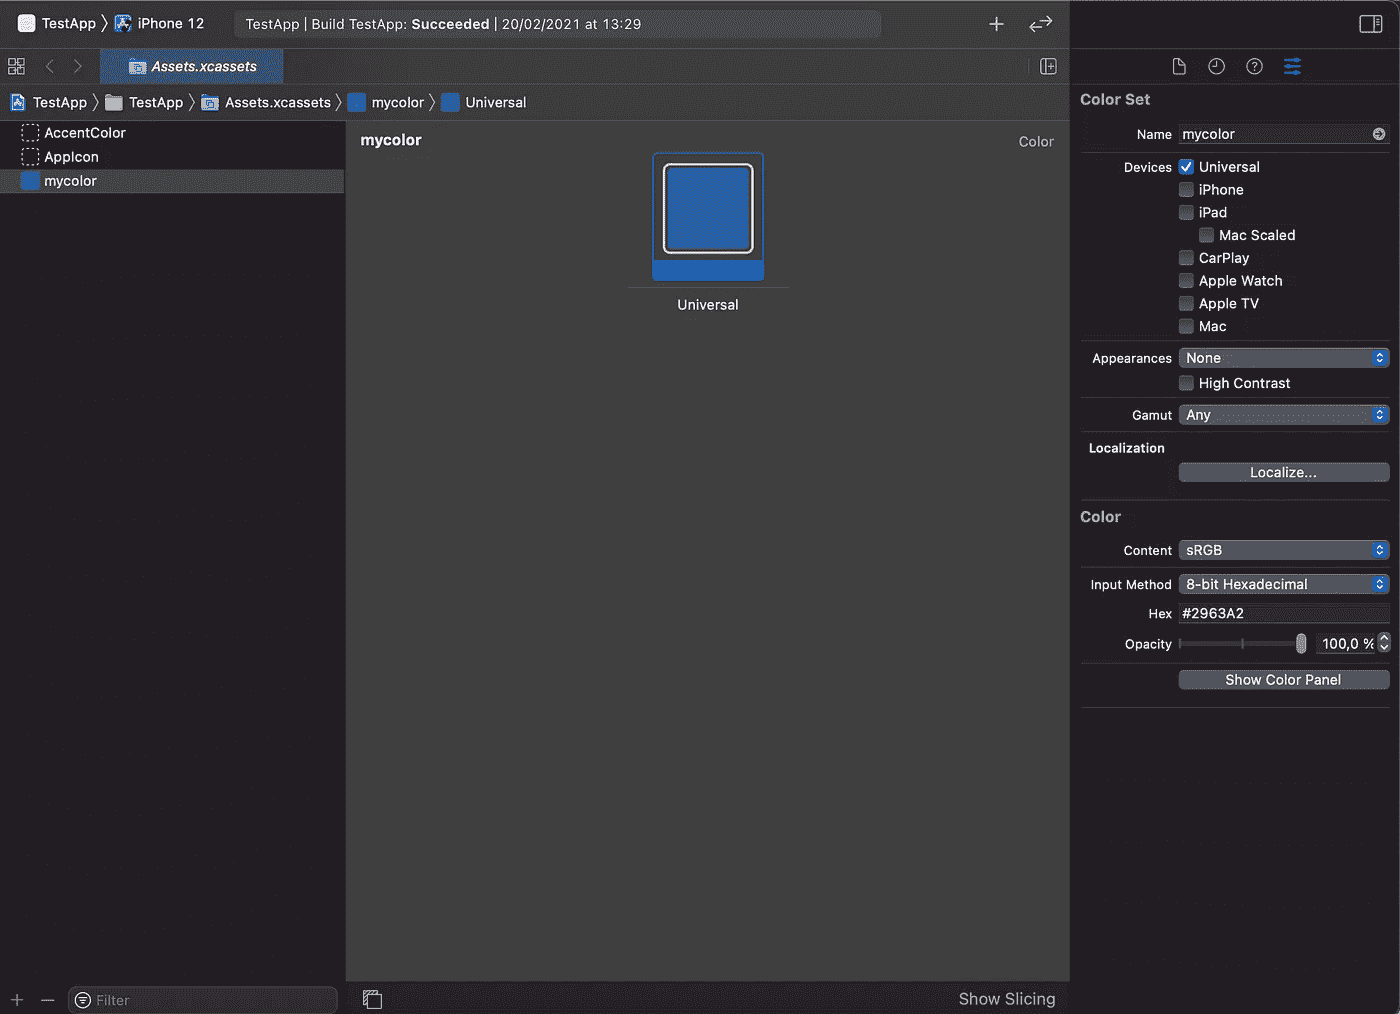 TestApp iPhone 12 TestApp | Build TestApp: Succeeded | 20/02/2021 at 13:29
Assets.xcassets
TestApp TestApp Assets.xcassets mycolor Universal
AccentColor
AppIcon
mycolor
mycolor
Color
Universal
Color Set
Name mycolor
Devices Universal
iPhone
iPad
Mac Scaled
CarPlay
Apple Watch
Apple TV
Mac
Appearances None
High Contrast
Gamut Any
Localization
Localize...
Color
Content sRGB
Input Method 8-bit Hexadecimal
Hex #2963A2
Opacity 100,0 %
Show Color Panel
Filter
Show Slicing